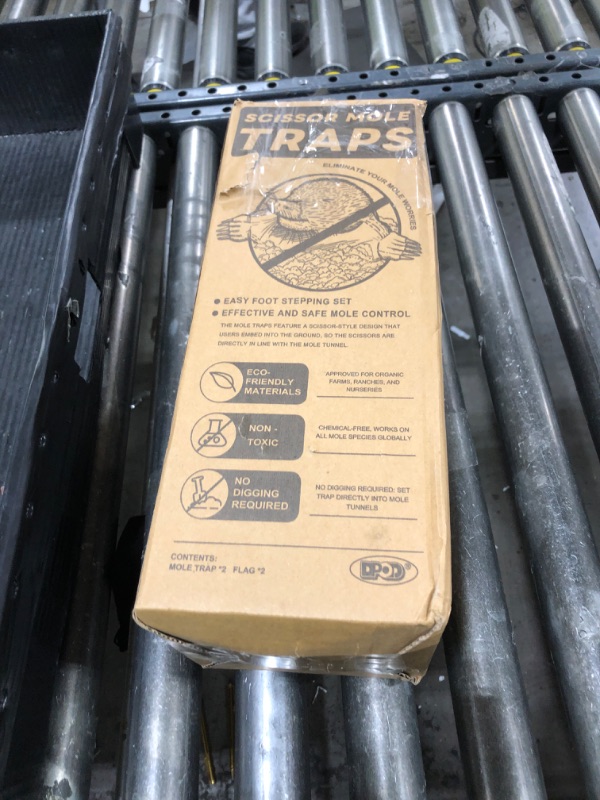 SCISSOR MOLE
TRAPS
ELIMINATE YOUR MOLE WORRIES
● EASY FOOT STEPPING SET
● EFFECTIVE AND SAFE MOLE CONTROL
THE MOLE TRAPS FEATURE A SCISSOR-STYLE DESIGN THAT
USERS EMBED INTO THE GROUND, SO THE SCISSORS ARE
DIRECTLY IN LINE WITH THE MOLE TUNNEL
ECO-
FRIENDLY
MATERIALS
APPROVED FOR ORGANIC
FARMS, RANCHES, AND
NURSERIES
NON -
TOXIC
CHEMICAL-FREE, WORKS ON
ALL MOLE SPECIES GLOBALLY
NO
DIGGING
REQUIRED
NO DIGGING REQUIRED: SET
TRAP DIRECTLY INTO MOLE
TUNNELS
CONTENTS:
MOLE TRAP *2 FLAG *2
DPOD®